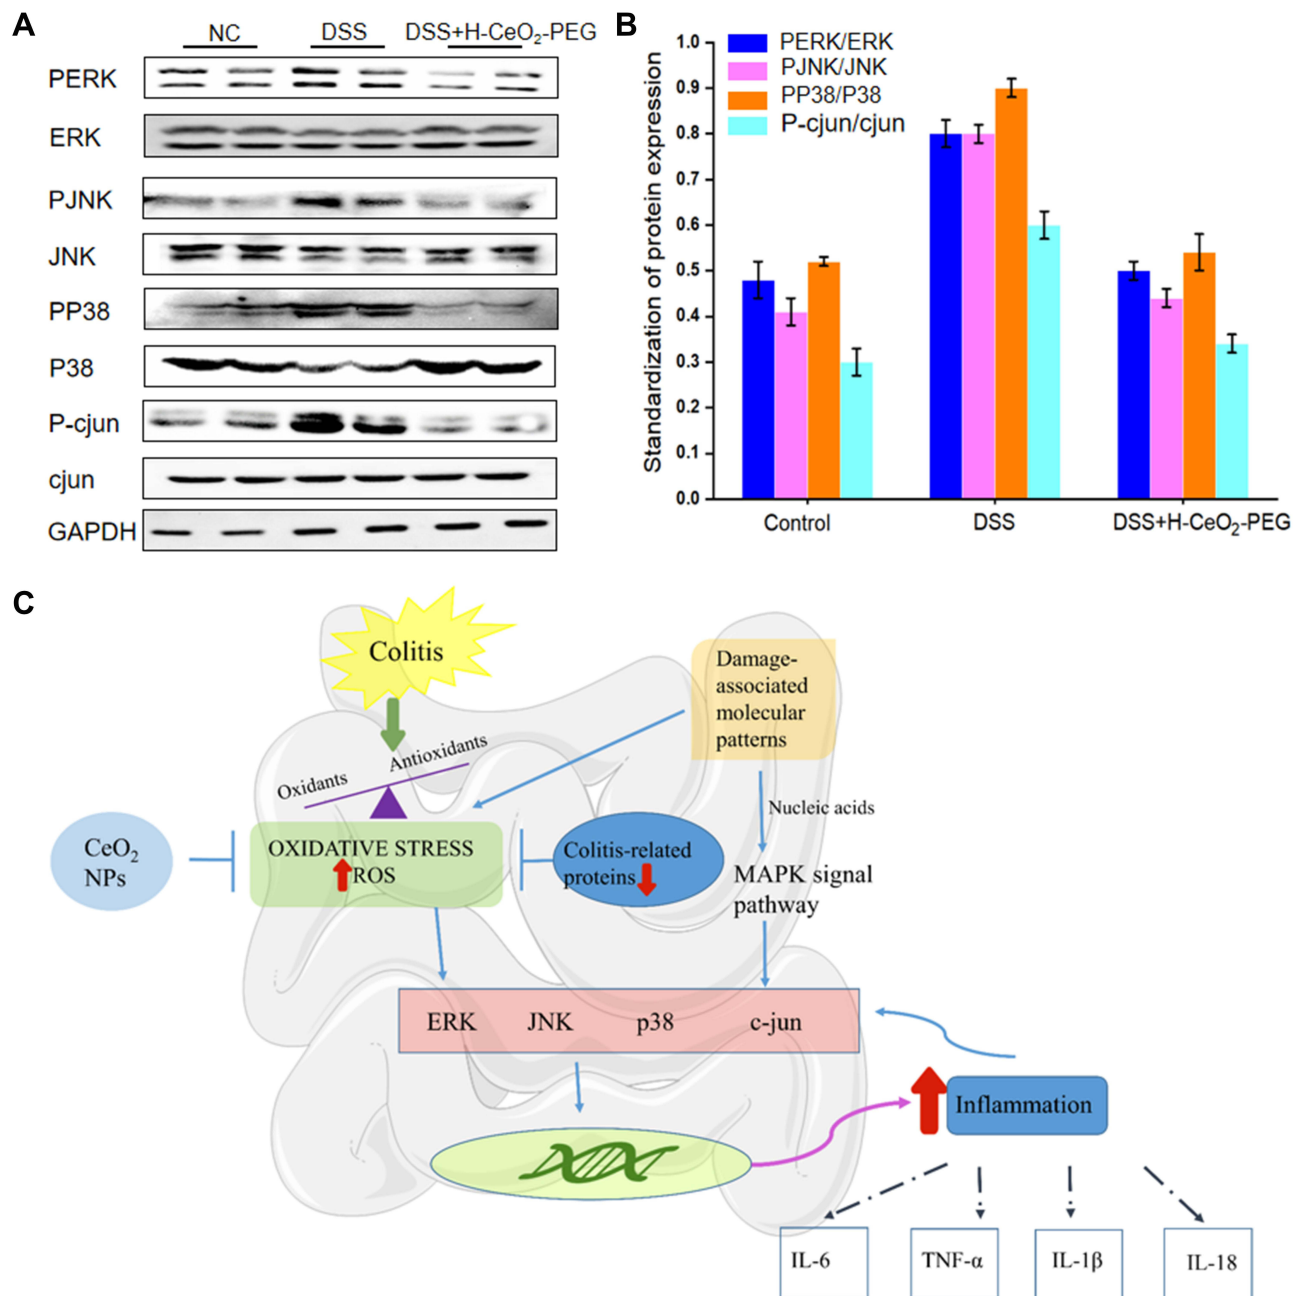 A
NC
DSS
DSS+H-CeO₂-PEG
PERK
ERK
PJNK
JNK
PP38
P38
P-cjun
cjun
GAPDH
B
Standardization of protein expression
1.0
0.9
0.8
0.7
0.6
0.5
0.4
0.3
0.2
0.1
0.0
PERK/ERK
PJNK/JNK
PP38/P38
P-cjun/cjun
Control
DSS
DSS+H-CeO₂-PEG
C
Colitis
Damage-
associated
molecular
patterns
Oxidants
Antioxidants
Nucleic acids
CeO₂
NPs
OXIDATIVE STRESS
ROS
Colitis-related
proteins
MAPK signal
pathway
ERK
JNK
p38
c-jun
Inflammation
IL-6
TNF-α
IL-1β
IL-18